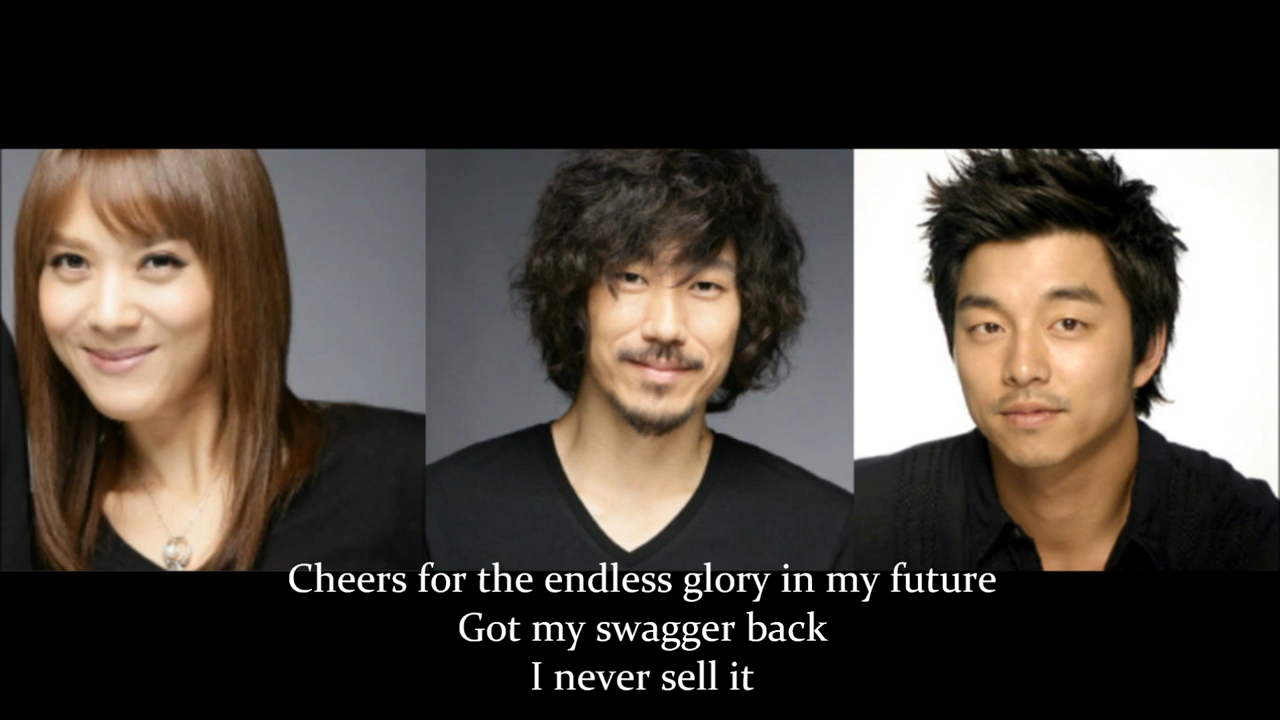 Cheers for the endless glory in my future
Got my swagger back
I never sell it